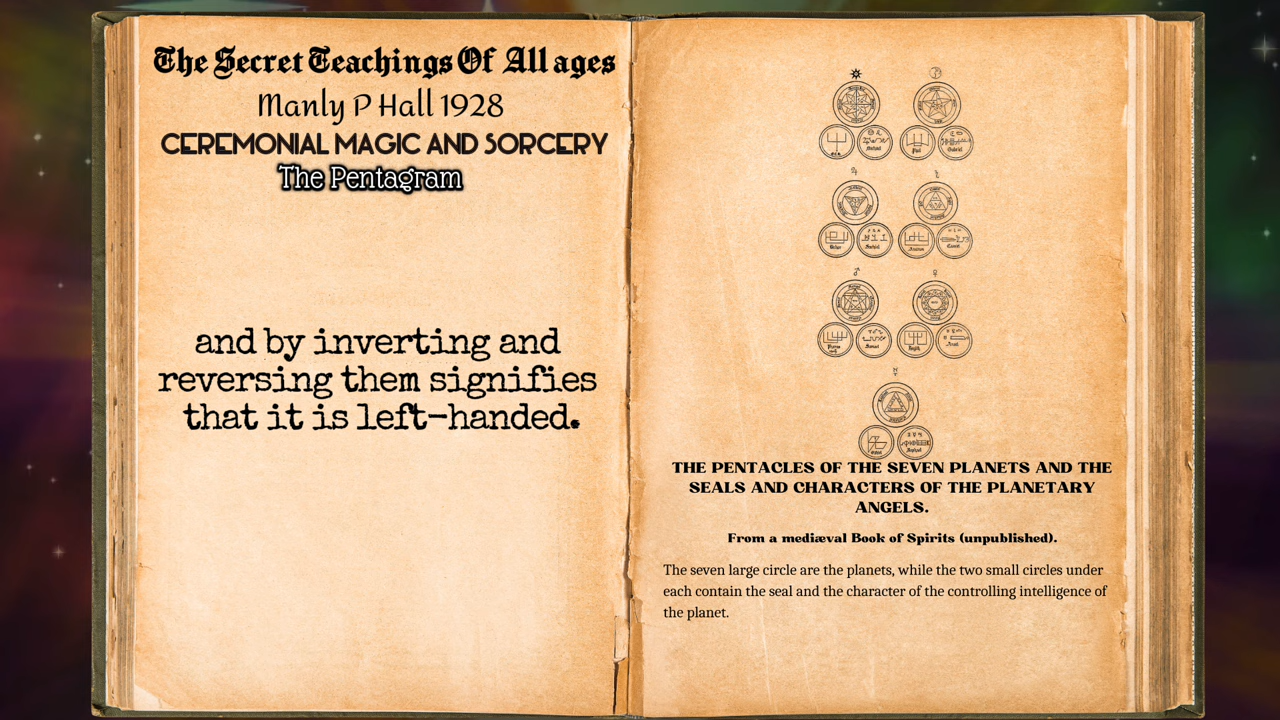 The Secret Teachings Of All ages
Manly P Hall 1928
CEREMONIAL MAGIC AND SORCERY
The Pentagram
and by inverting and
reversing them signifies
that it is left-handed.
THE PENTACLES OF THE SEVEN PLANETS AND THE
SEALS AND CHARACTERS OF THE PLANETARY
ANGELS.
From a mediæval Book of Spirits (unpublished).
The seven large circle are the planets, while the two small circles under
each contain the seal and the character of the controlling intelligence of
the planet.